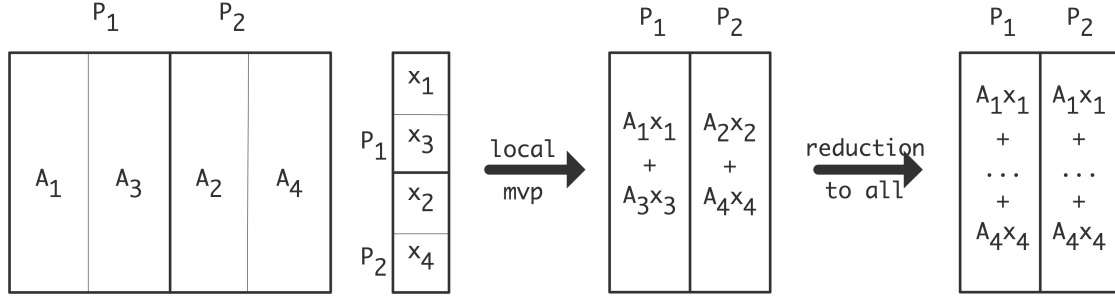 P1 P2
A1 A3 A2 A4
P1
P2
x1
x3
x2
x4
local
mvp
P1 P2
A1x1 A2x2
+ +
A3x3 A4x4
reduction
to all
P1 P2
A1x1 A1x1
+ +
... ...
+ +
A4x4 A4x4